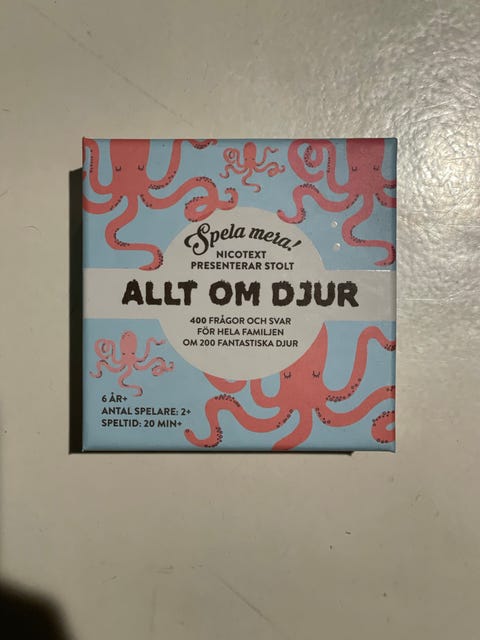 Spela mera!
NICOTEXT
PRESENTERAR STOLT
ALLT OM DJUR
400 FRÅGOR OCH SVAR
FÖR HELA FAMILJEN
OM 200 FANTASTISKA DJUR
6 ÅR+
ANTAL SPELARE: 2+
SPELTID: 20 MIN+